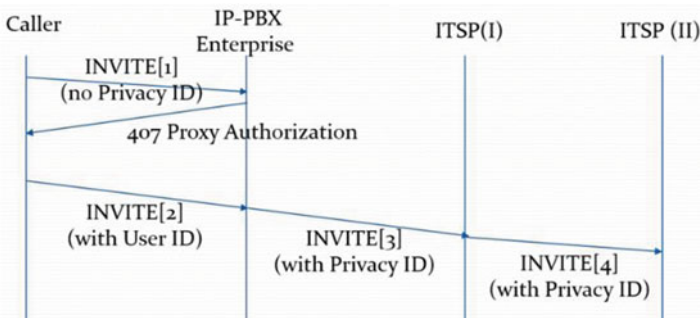 Caller
IP-PBX
Enterprise
ITSP(I)
ITSP (II)
INVITE[1]
(no Privacy ID)
407 Proxy Authorization
INVITE[2]
(with User ID)
INVITE[3]
(with Privacy ID)
INVITE[4]
(with Privacy ID)